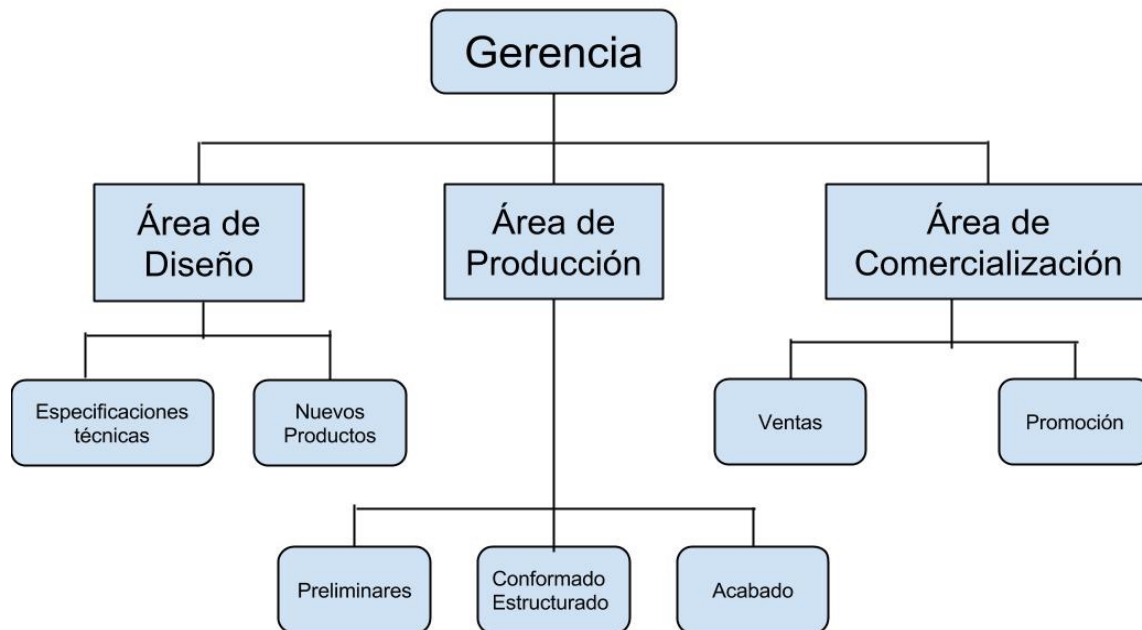 Gerencia
Área de
Diseño
Área de
Producción
Área de
Comercialización
Especificaciones
técnicas
Nuevos
Productos
Ventas
Promoción
Preliminares
Conformado
Estructurado
Acabado